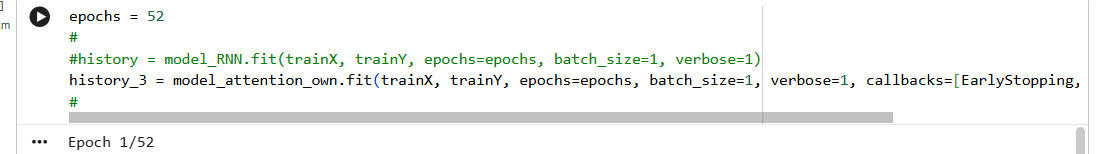 epochs = 52
#
#history = model_RNN.fit(trainX, trainY, epochs=epochs, batch_size=1, verbose=1)
history_3 = model_attention_own.fit(trainX, trainY, epochs=epochs, batch_size=1, verbose=1, callbacks=[EarlyStopping,
#
Epoch 1/52